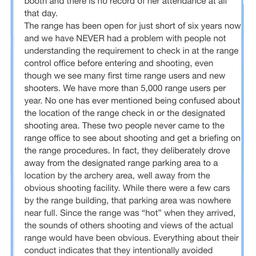 booth and there is no record of her attendance at all
that day.
The range has been open for just short of six years now
and we have NEVER had a problem with people not
understanding the requirement to check in at the range
control office before entering and shooting, even
though we see many first time range users and new
shooters. We have more than 5,000 range users per
year. No one has ever mentioned being confused about
the location of the range check in or the designated
shooting area. These two people never came to the
range office to see about shooting and get a briefing on
the range procedures. In fact, they deliberately drove
away from the designated range parking area to a
location by the archery area, well away from the
obvious shooting facility. While there were a few cars
by the range building, that parking area was nowhere
near full. Since the range was “hot” when they arrived,
the sounds of others shooting and views of the actual
range would have been obvious. Everything about their
conduct indicates that they intentionally avoided